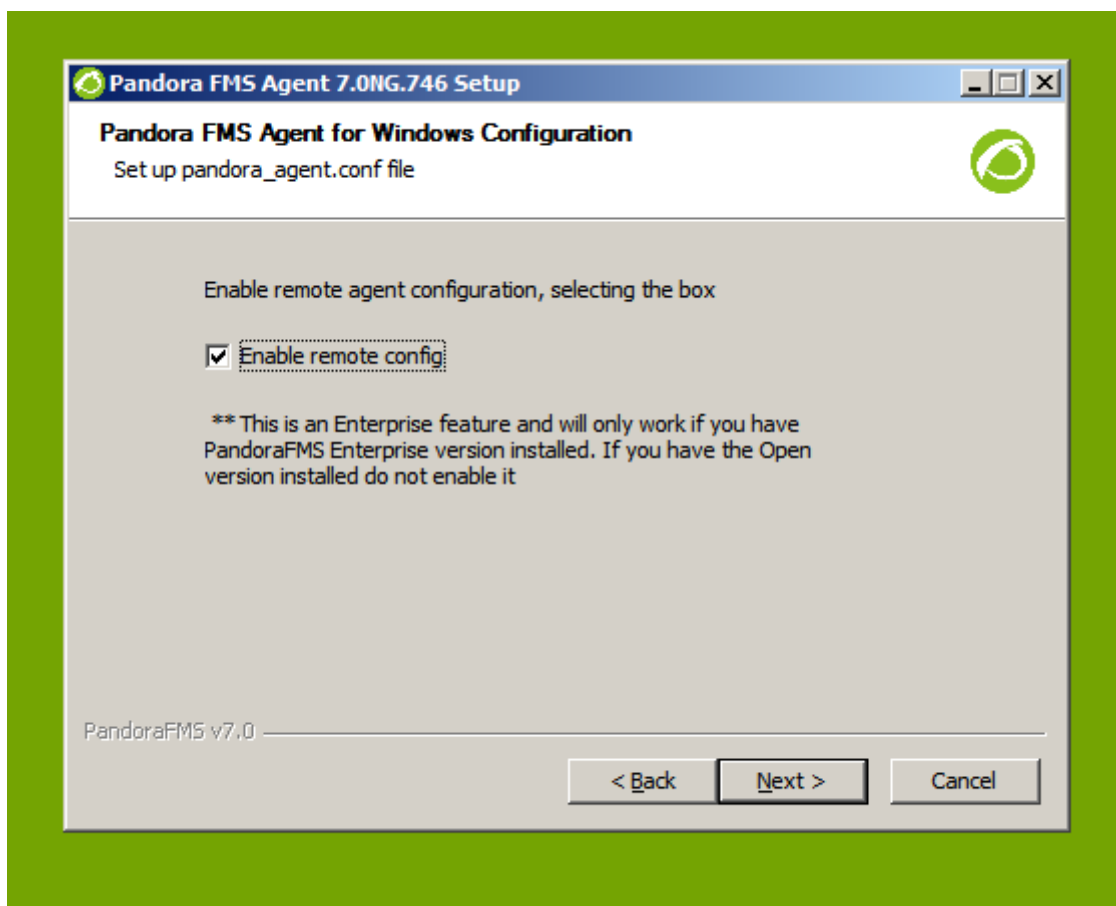 Pandora FMS Agent 7.0NG.746 Setup
Pandora FMS Agent for Windows Configuration
Set up pandora_agent.conf file
Enable remote agent configuration, selecting the box
Enable remote config
** This is an Enterprise feature and will only work if you have
PandoraFMS Enterprise version installed. If you have the Open
version installed do not enable it
PandoraFMS v7.0
< Back
Next >
Cancel